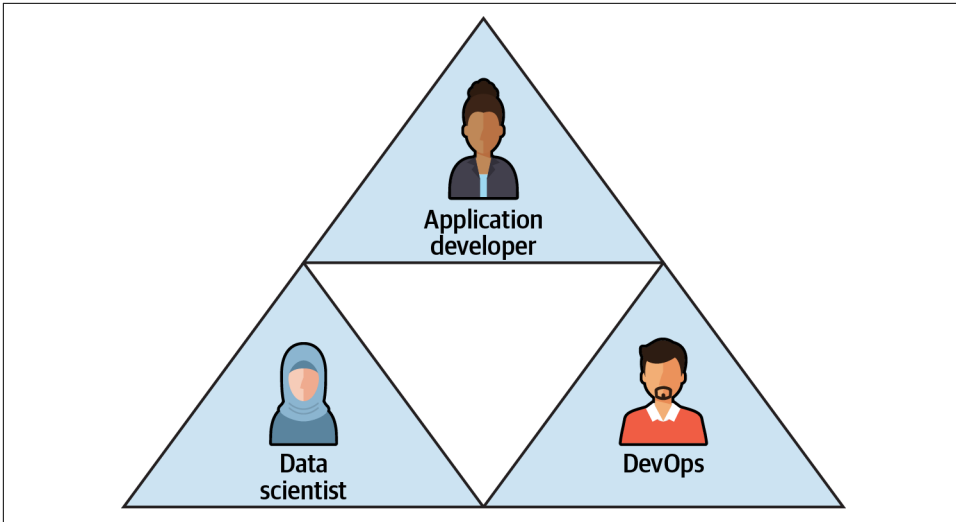 Application
developer
Data
scientist
DevOps